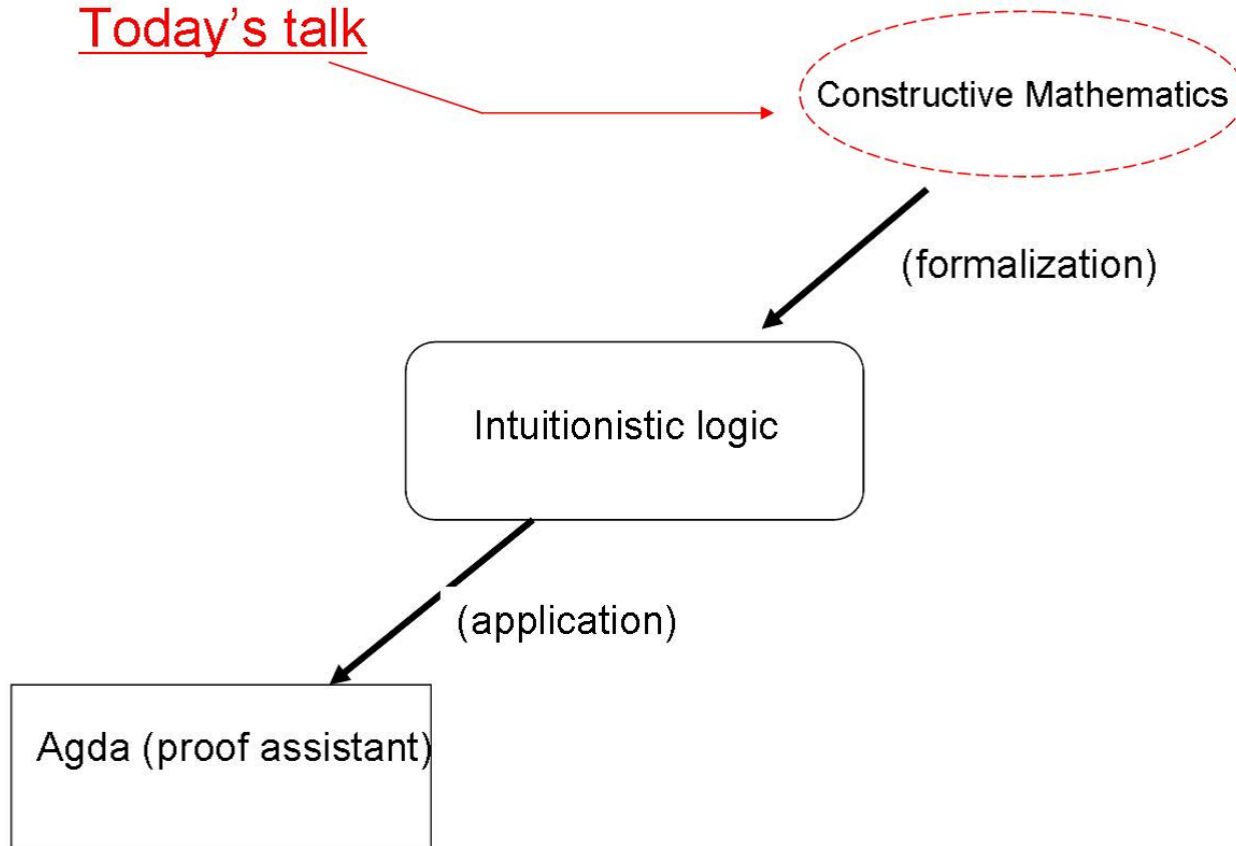 Today's talk
Constructive Mathematics
(formalization)
Intuitionistic logic
(application)
Agda (proof assistant)